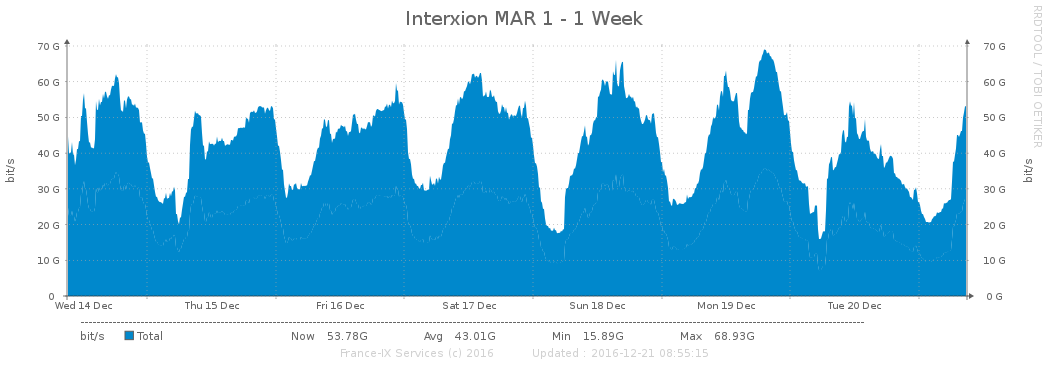 Interxion MAR 1 - 1 Week
RRDTOOL / TOBI OETIKER
70 G 70 G
60 G 60 G
50 G 50 G
40 G 40 G
30 G 30 G
20 G 20 G
10 G 10 G
0 0 G
bit/s bit/s
Wed 14 Dec Thu 15 Dec Fri 16 Dec Sat 17 Dec Sun 18 Dec Mon 19 Dec Tue 20 Dec
bit/s Total Now 53.78G Avg 43.01G Min 15.89G Max 68.93G
France-IX Services (c) 2016 Updated : 2016-12-21 08:55:15